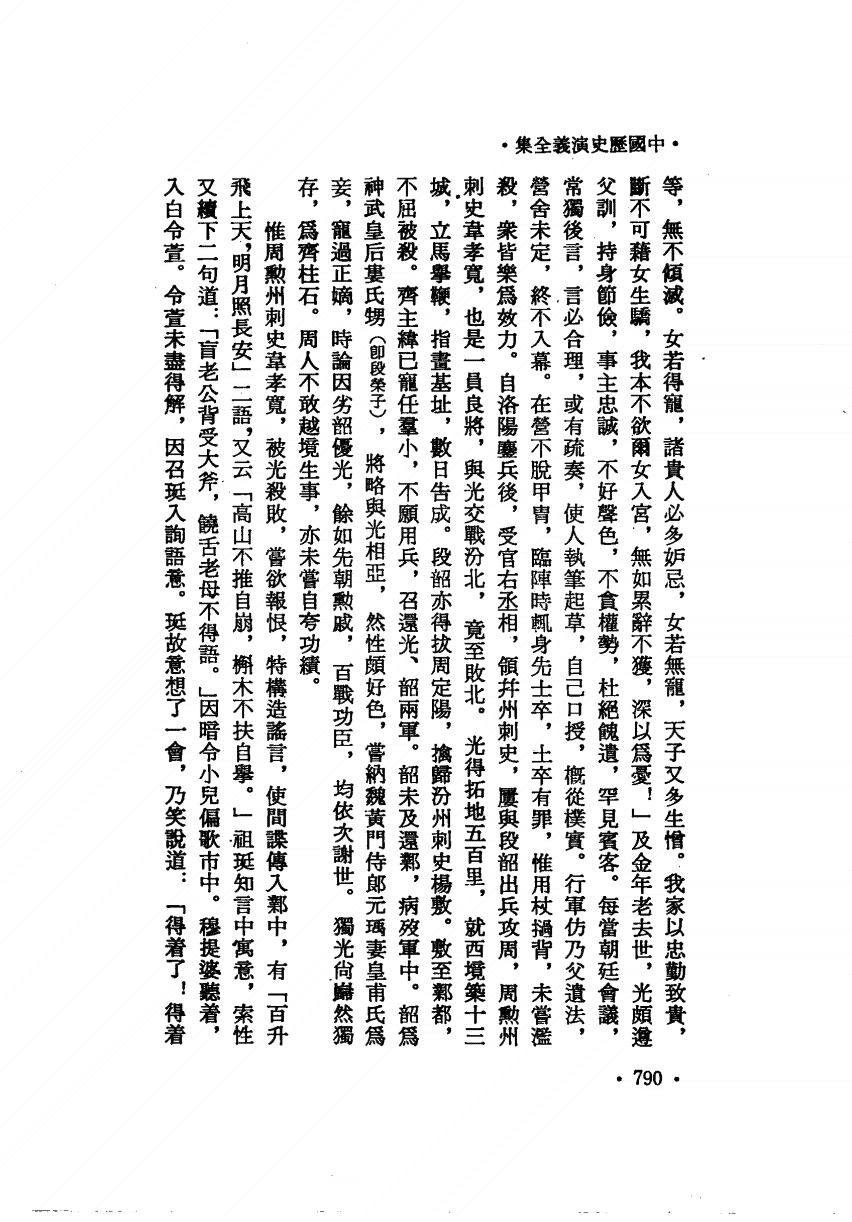 ・中國歷史演義全集・
等，無不傾滅。女若得寵，諸貴人必多妒忌，女若無寵，天子又多生憎。我家以忠勤致貴，
斷不可藉女生驕，我本不欲爾女入宮，無如累辭不獲，深以爲憂！」及金年老去世，光頗遵
父訓，持身節儉，事主忠誠，不好聲色，不貪權勢，杜絕餽遺，罕見賓客。每當朝廷會議，
常獨後言，言必合理，或有疏奏，使人執筆起草，自己口授，概從樸實。行軍仿乃父遺法，
營舍未定，終不入幕。在營不脫甲冑，臨陣時輒身先士卒，士卒有罪，惟用杖撾背，未嘗濫
殺，衆皆樂爲效力。自洛陽鏖兵後，受官右丞相，領幷州刺史，屢與段韶出兵攻周，周勳州
刺史韋孝寬，也是一員良將，與光交戰汾北，竟至敗北。光得拓地五百里，就西境築十三
城，立馬擧鞭，指畫基址，數日告成。段韶亦得拔周定陽，擒歸汾州刺史楊敷。敷至鄴都，
不屈被殺。齊主緯已寵任羣小，不願用兵，召還光、韶兩軍。韶未及還鄴，病歿軍中。韶爲
神武皇后婁氏甥（卽段榮子），將略與光相亞，然性頗好色，嘗納魏黃門侍郎元瑀妻皇甫氏爲
妾，寵過正嫡，時論因劣韶優光，餘如先朝勳戚，百戰功臣，均依次謝世。獨光尙巋然獨
存，爲齊柱石。周人不敢越境生事，亦未嘗自夸功績。
惟周勳州刺史韋孝寬，被光殺敗，嘗欲報恨，特構造謠言，使間諜傳入鄴中，有「百升
飛上天，明月照長安」二語，又云「高山不推自崩，槲木不扶自擧。」祖珽知言中寓意，索性
又續下二句道：「盲老公背受大斧，饒舌老母不得語。」因暗令小兒偏歌市中。穆提婆聽着，
入白令萱。令萱未盡得解，因召珽入詢語意。珽故意想了一會，乃笑說道：「得着了！得着
・790・